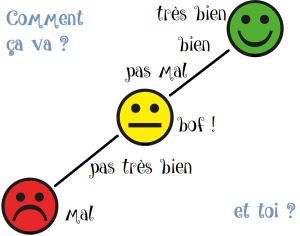 Comment
ça va ?
très bien
bien
pas mal
bof !
pas très bien
mal
et toi ?